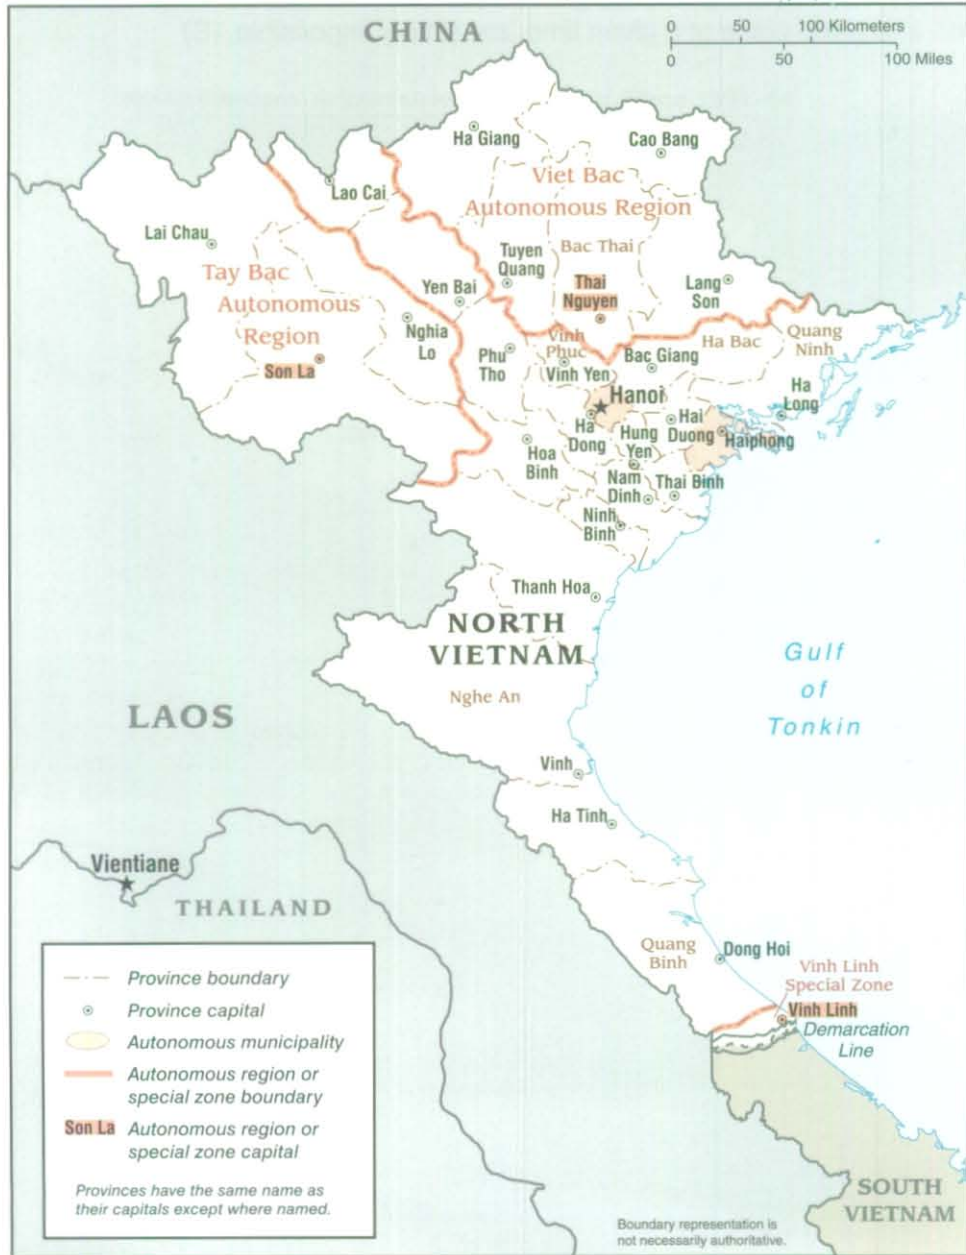 CHINA
0 50 100 Kilometers
0 50 100 Miles
Ha Giang
Cao Bang
Viet Bac
Autonomous Region
Lao Cai
Lai Chau
Tay Bac
Autonomous
Region
Son La
Tuyen
Quang
Bac Thai
Thai
Nguyen
Lang
Son
Yen Bai
Nghia
Lo
Phu
Tho
Vinh
Phuc
Vinh Yen
Bac Giang
Ha Bac
Quang
Ninh
Hanoi
Ha
Long
Ha
Dong
Hung
Yen
Hai
Duong
Haiphong
Hoa
Binh
Nam
Dinh
Thai Binh
Ninh
Binh
Thanh Hoa
NORTH
VIETNAM
Nghe An
Gulf
of
Tonkin
LAOS
Vinh
Ha Tinh
Vientiane
THAILAND
Quang
Binh
Dong Hoi
Vinh Linh
Special Zone
Vinh Linh
Demarcation
Line
Province boundary
Province capital
Autonomous municipality
Autonomous region or
special zone boundary
Son La Autonomous region or
special zone capital
Provinces have the same name as
their capitals except where named.
SOUTH
VIETNAM
Boundary representation is
not necessarily authoritative.